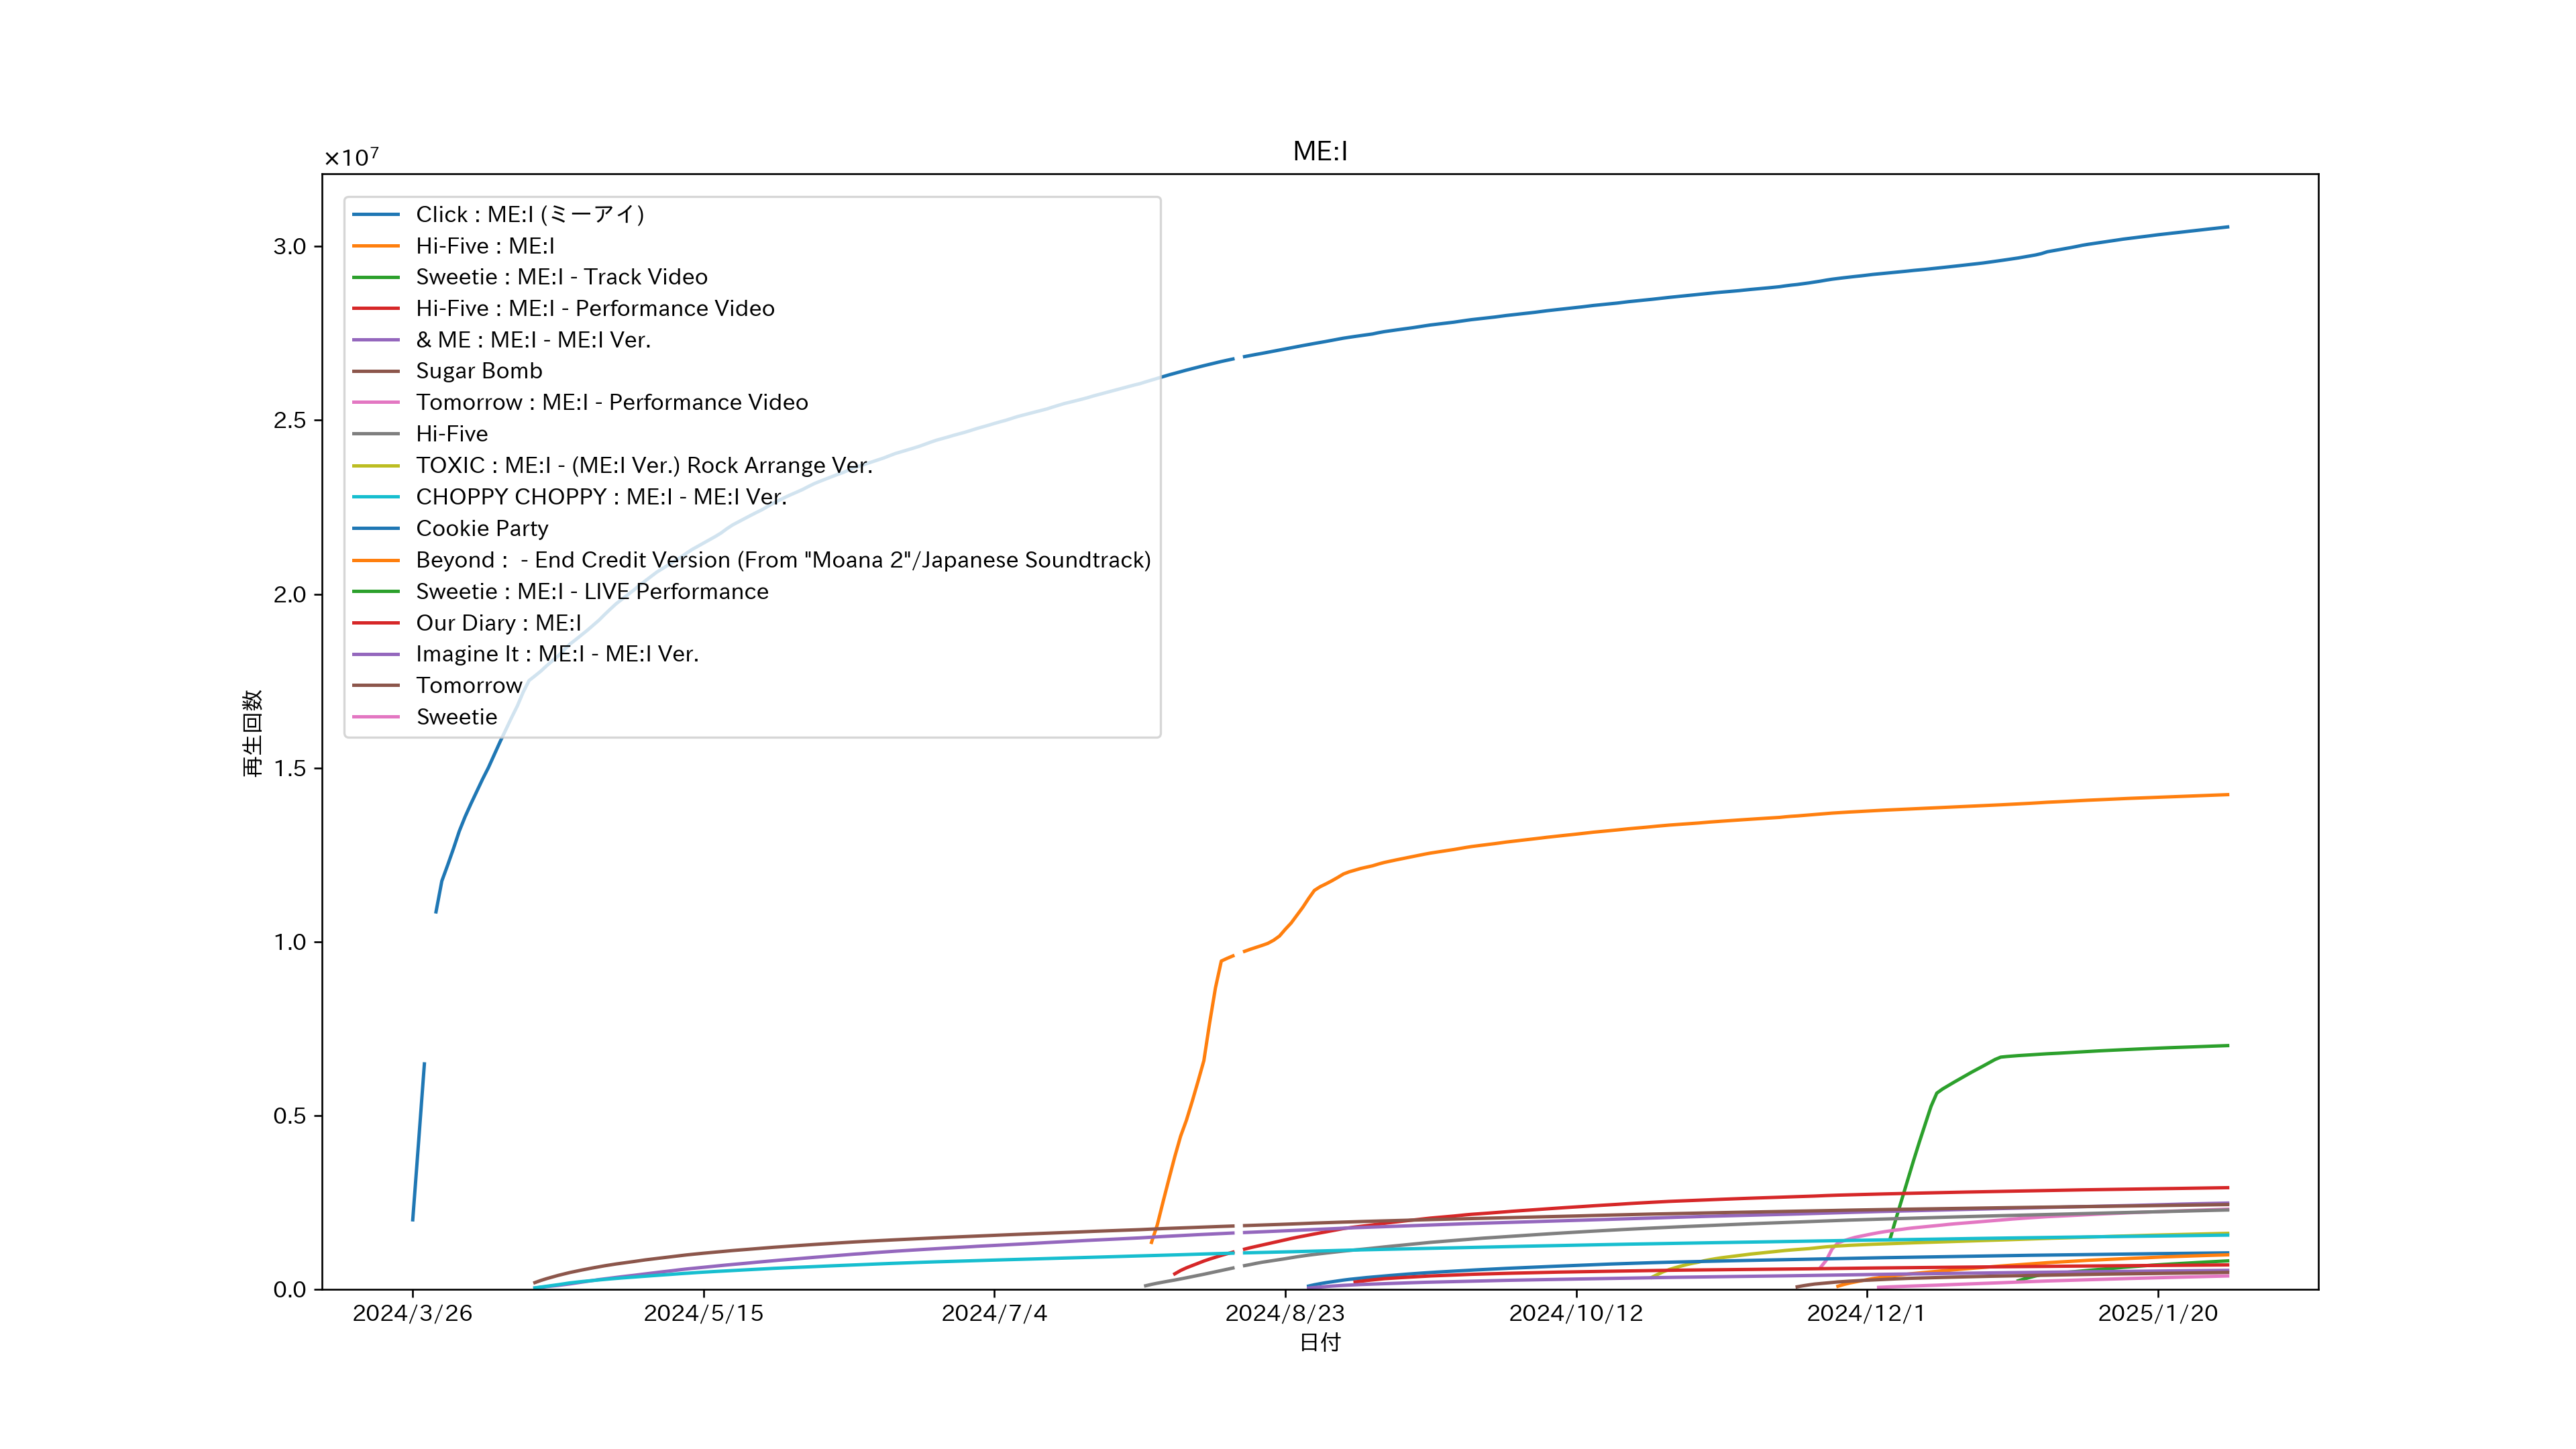 ME:I
×10⁷
Click : ME:I (ミーアイ)
Hi-Five : ME:I
Sweetie : ME:I - Track Video
Hi-Five : ME:I - Performance Video
& ME : ME:I - ME:I Ver.
Sugar Bomb
Tomorrow : ME:I - Performance Video
Hi-Five
TOXIC : ME:I - (ME:I Ver.) Rock Arrange Ver.
CHOPPY CHOPPY : ME:I - ME:I Ver.
Cookie Party
Beyond :  - End Credit Version (From "Moana 2"/Japanese Soundtrack)
Sweetie : ME:I - LIVE Performance
Our Diary : ME:I
Imagine It : ME:I - ME:I Ver.
Tomorrow
Sweetie
3.0
2.5
2.0
1.5
1.0
0.5
0.0
再生回数
2024/3/26 2024/5/15 2024/7/4 2024/8/23 2024/10/12 2024/12/1 2025/1/20
日付